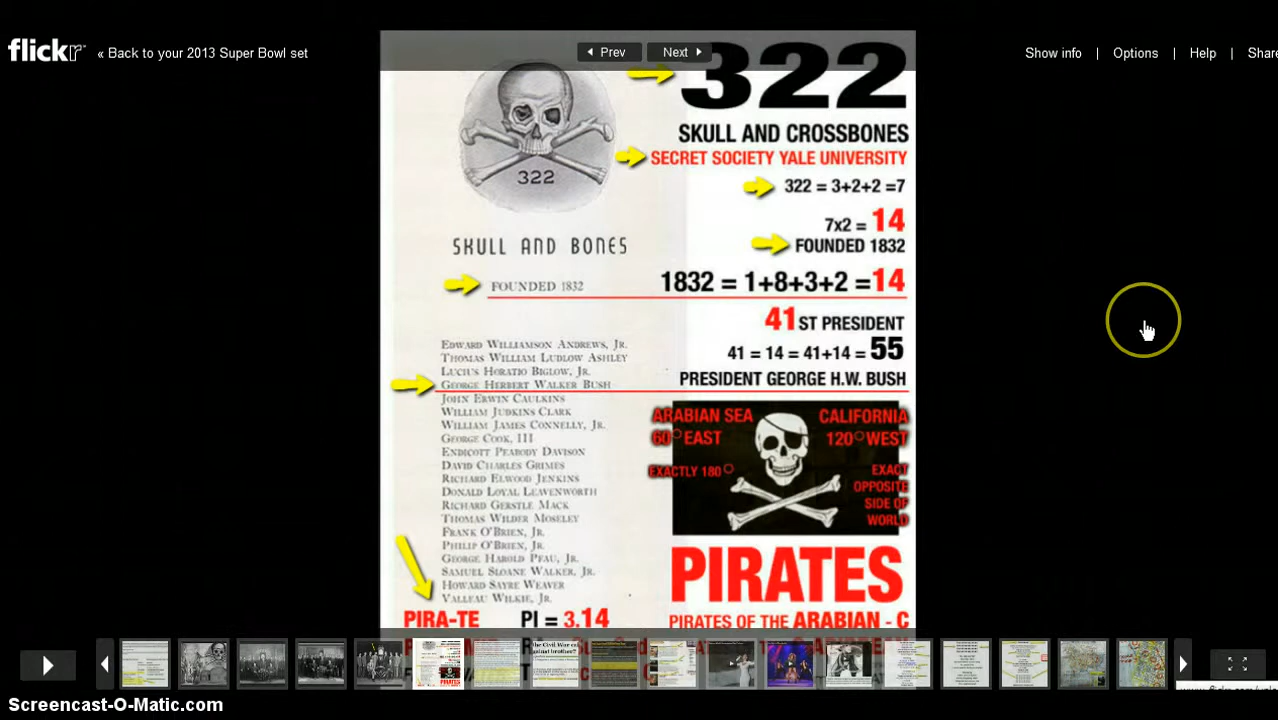 flickr
« Back to your 2013 Super Bowl set
Prev
Next
Show info | Options | Help | Share
322
SKULL AND CROSSBONES
SECRET SOCIETY YALE UNIVERSITY
322 = 3+2+2 =7
7x2 = 14
FOUNDED 1832
1832 = 1+8+3+2 =14
41ST PRESIDENT
41 = 14 = 41+14 = 55
PRESIDENT GEORGE H.W. BUSH
322
SKULL AND BONES
FOUNDED 1832
EDWARD WILLIAMSON ANDREWS, JR.
THOMAS WILLIAM LUDLOW ASHLEY
LUCIUS HORATIO BIGLOW, JR.
GEORGE HERBERT WALKER BUSH
JOHN ERWIN CAULKINS
WILLIAM JUDKINS CLARK
WILLIAM JAMES CONNELLY, JR.
GEORGE COOK, III
ENDICOTT PEABODY DAVISON
DAVID CHARLES GRIMES
RICHARD ELWOOD JENKINS
DONALD LOYAL LEAVENWORTH
RICHARD GERSTLE MACK
THOMAS WILDER MOSELEY
FRANK O'BRIEN, JR.
PHILIP O'BRIEN, JR.
GEORGE HAROLD PFAU, JR.
SAMUEL SLOANE WALKER, JR.
HOWARD SAYRE WEAVER
VALLEAU WILKIE, JR.
ARABIAN SEA
60° EAST
EXACTLY 180°
CALIFORNIA
120° WEST
EXACT
OPPOSITE
SIDE OF
WORLD
PIRATES
PIRA-TE
PI = 3.14
PIRATES OF THE ARABIAN - C
the Civil War
against brother?
Screencast-O-Matic.com